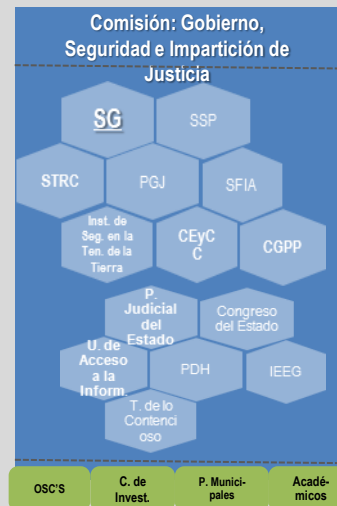 Comisión: Gobierno,
Seguridad e Impartición de
Justicia
SG
SSP
STRC
PGJ
SFIA
Inst. de
Seg. en la
Ten. de la
Tierra
CEyC
C
CGPP
P.
Judicial
del
Estado
Congreso
del Estado
U. de
Acceso
a la
Inform.
PDH
IEEG
T. de lo
Contenci
oso
OSC'S
C. de
Invest.
P. Munici-
pales
Acadé-
micos